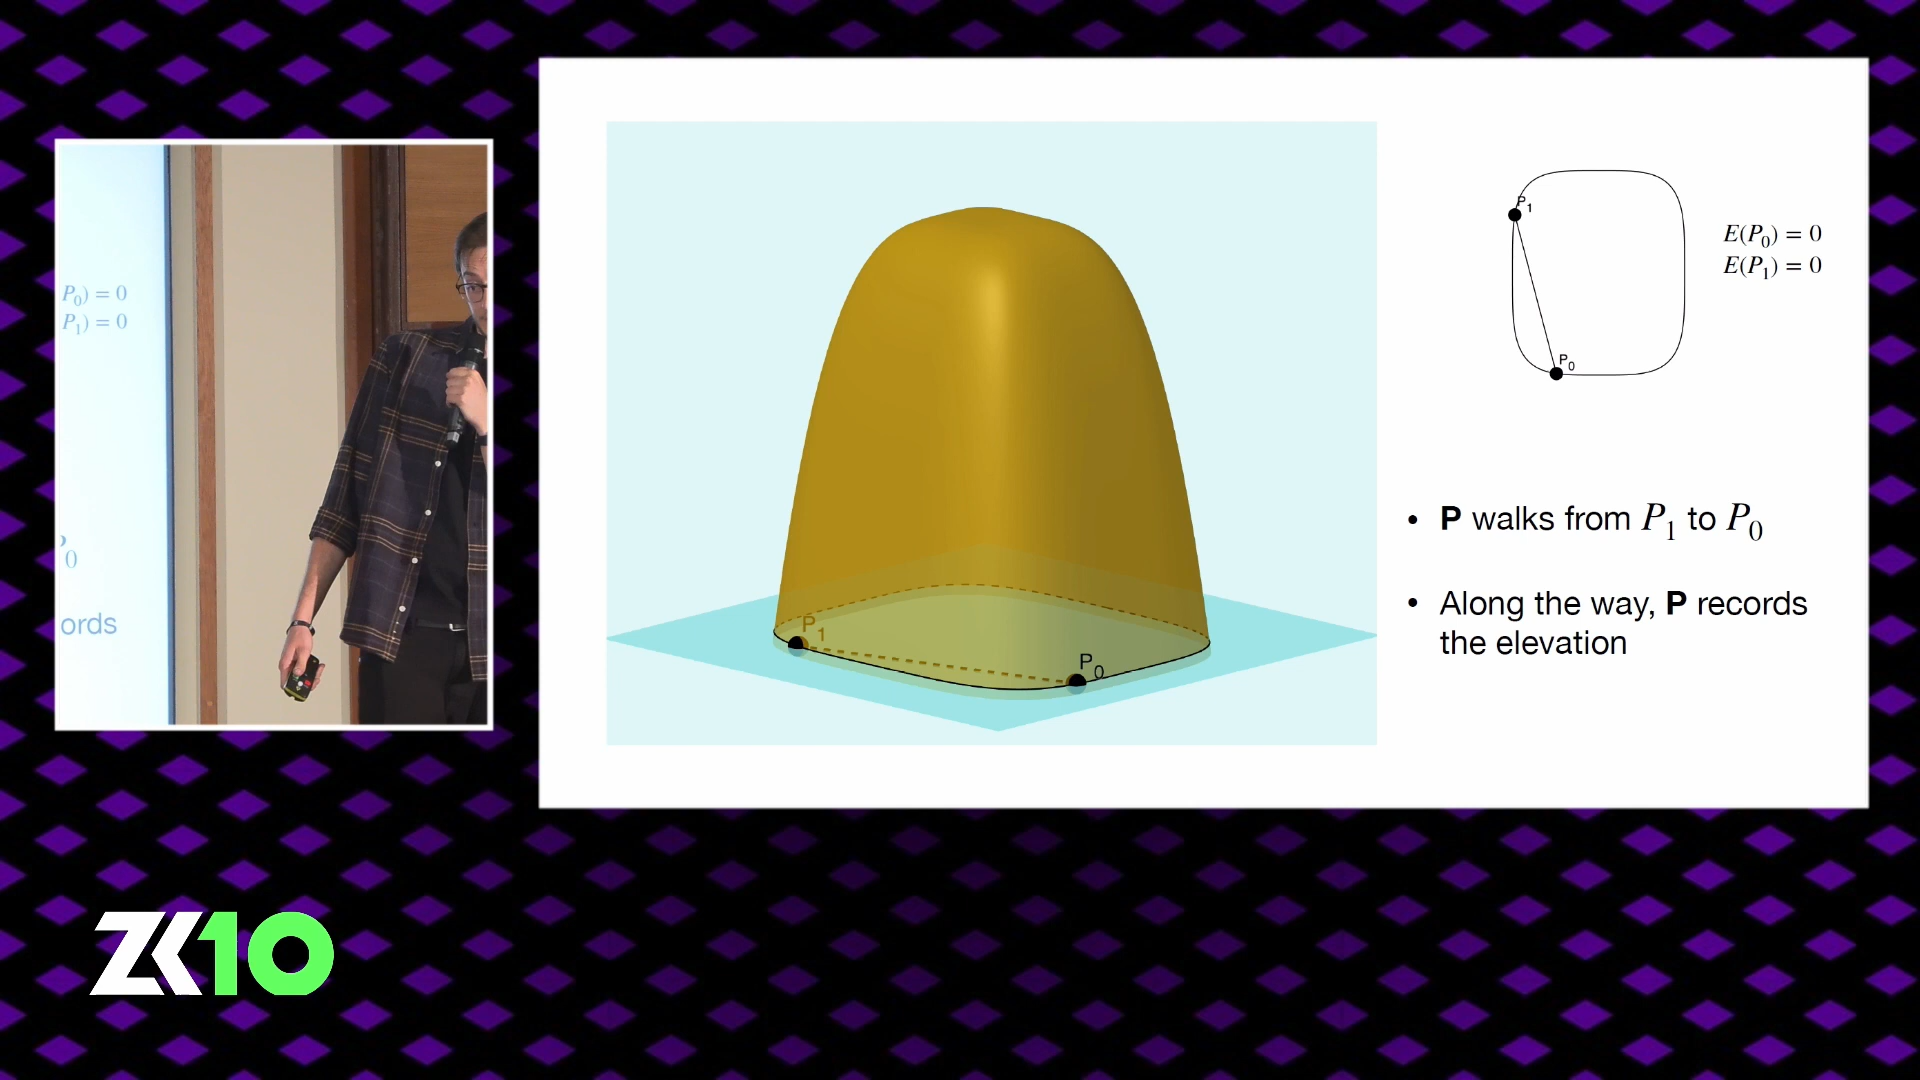 P₀) = 0
P₁) = 0
0
ords
P₁
P₀
P₁
P₀
E(P₀) = 0
E(P₁) = 0
• P walks from P₁ to P₀
• Along the way, P records
the elevation
ZK10